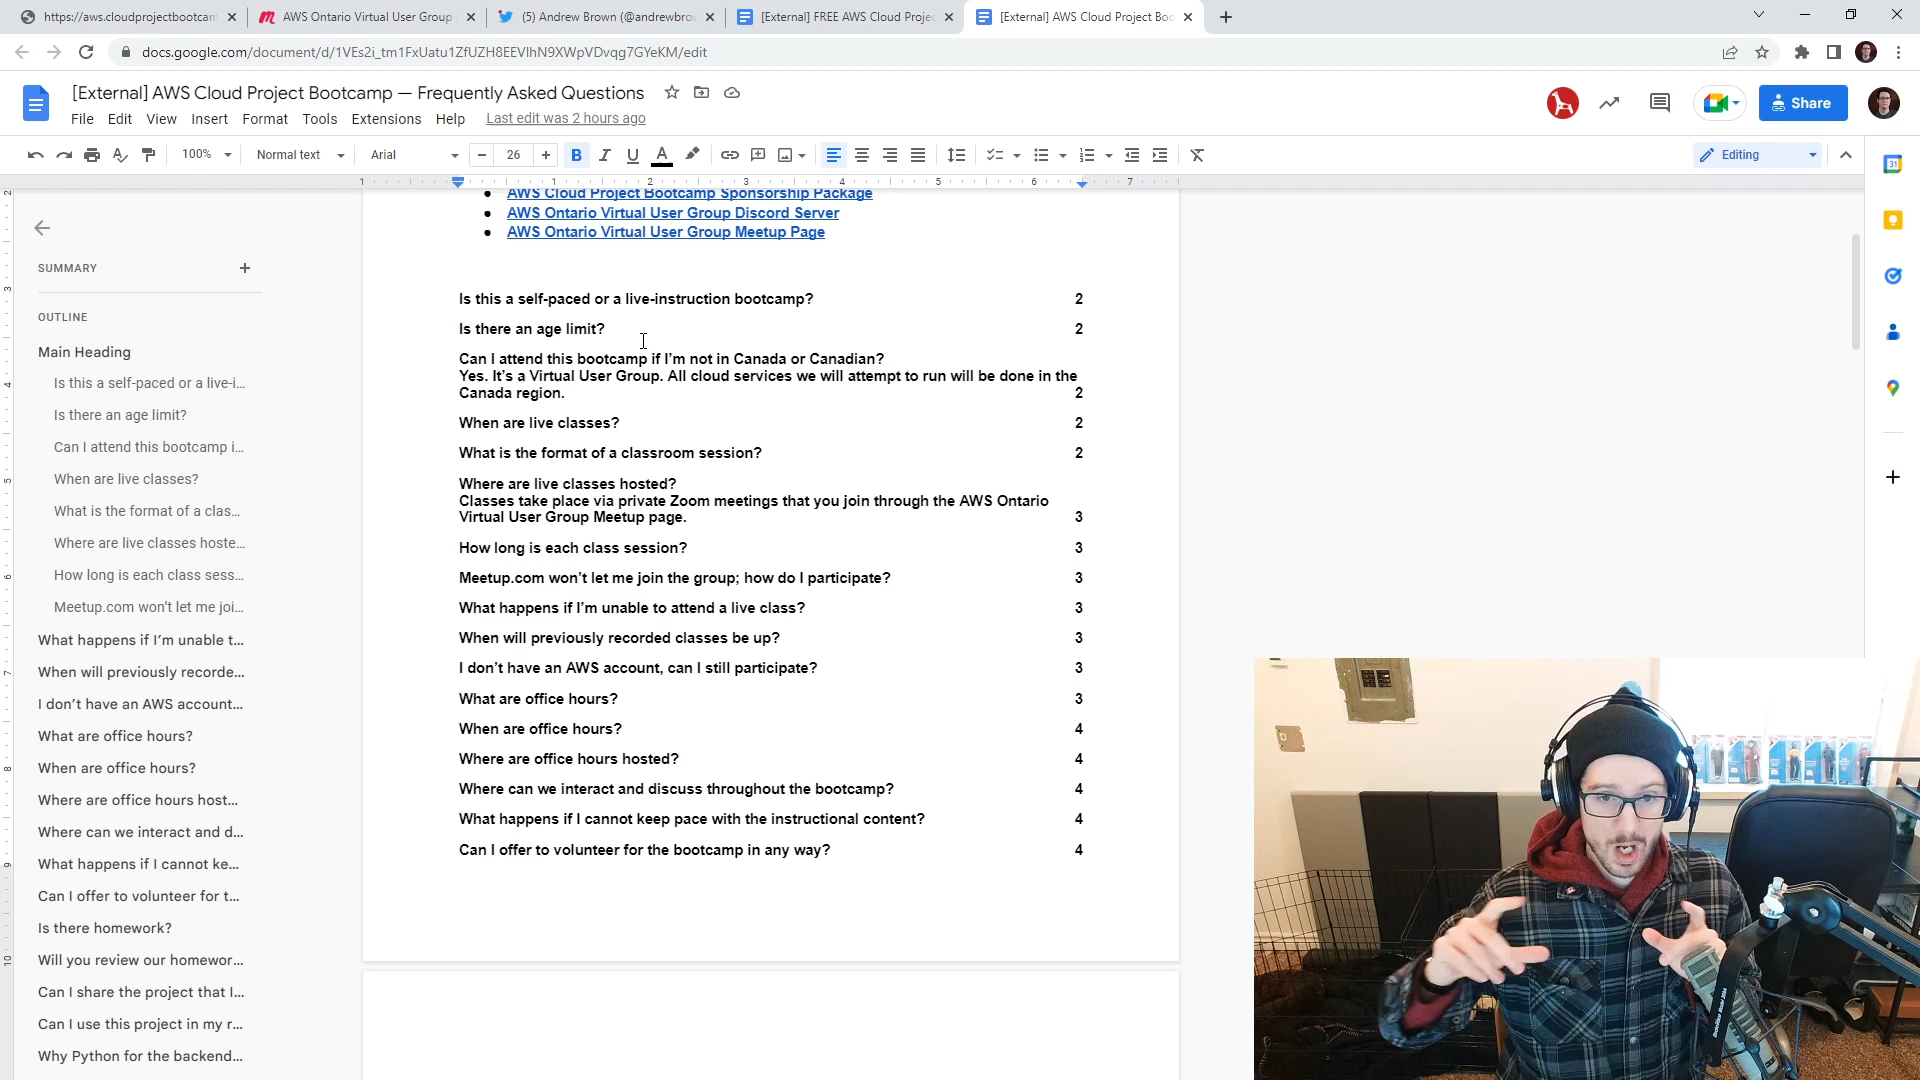 https://aws.cloudprojectbootcam
AWS Ontario Virtual User Group
(5) Andrew Brown (@andrewbro
[External] FREE AWS Cloud Projec
[External] AWS Cloud Project Boo
docs.google.com/document/d/1VEs2i_tm1FxUatu1ZfUZH8EEVIhN9XWpVDvqg7GYeKM/edit
[External] AWS Cloud Project Bootcamp — Frequently Asked Questions
File Edit View Insert Format Tools Extensions Help Last edit was 2 hours ago
Share
100% Normal text Arial 26
Editing
AWS Cloud Project Bootcamp Sponsorship Package
AWS Ontario Virtual User Group Discord Server
AWS Ontario Virtual User Group Meetup Page
SUMMARY
OUTLINE
Main Heading
Is this a self-paced or a live-i...
Is there an age limit?
Can I attend this bootcamp i...
When are live classes?
What is the format of a clas...
Where are live classes hoste...
How long is each class sess...
Meetup.com won't let me joi...
What happens if I'm unable t...
When will previously recorde...
I don't have an AWS account...
What are office hours?
When are office hours?
Where are office hours host...
Where can we interact and d...
What happens if I cannot ke...
Can I offer to volunteer for t...
Is there homework?
Will you review our homewor...
Can I share the project that I...
Can I use this project in my r...
Why Python for the backend...
Is this a self-paced or a live-instruction bootcamp? 2
Is there an age limit? 2
Can I attend this bootcamp if I'm not in Canada or Canadian?
Yes. It's a Virtual User Group. All cloud services we will attempt to run will be done in the
Canada region. 2
When are live classes? 2
What is the format of a classroom session? 2
Where are live classes hosted?
Classes take place via private Zoom meetings that you join through the AWS Ontario
Virtual User Group Meetup page. 3
How long is each class session? 3
Meetup.com won't let me join the group; how do I participate? 3
What happens if I'm unable to attend a live class? 3
When will previously recorded classes be up? 3
I don't have an AWS account, can I still participate? 3
What are office hours? 3
When are office hours? 4
Where are office hours hosted? 4
Where can we interact and discuss throughout the bootcamp? 4
What happens if I cannot keep pace with the instructional content? 4
Can I offer to volunteer for the bootcamp in any way? 4